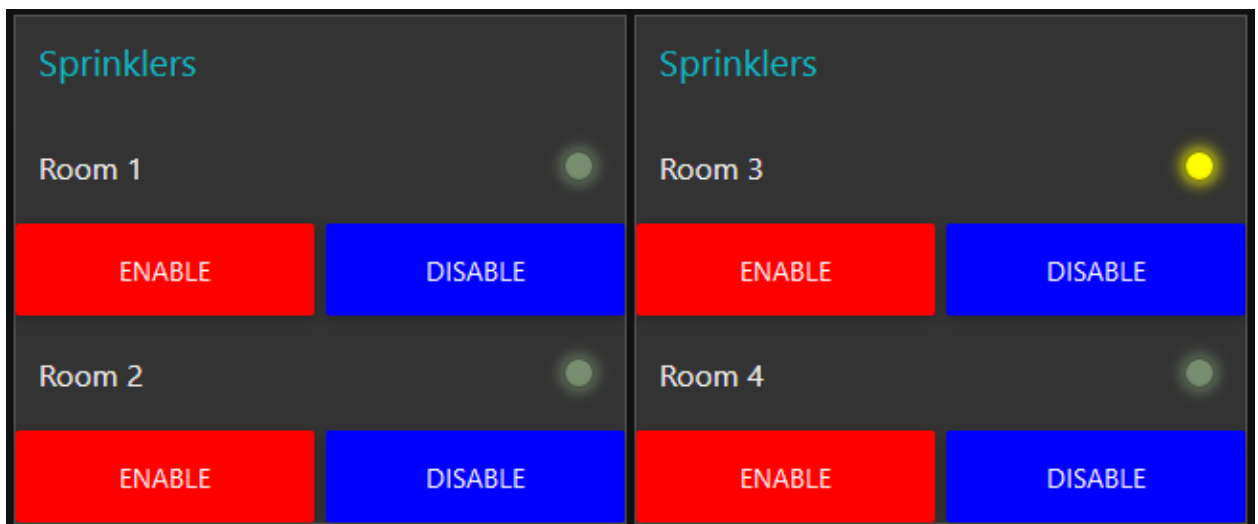 Sprinklers
Room 1
ENABLE DISABLE
Room 2
ENABLE DISABLE
Sprinklers
Room 3
ENABLE DISABLE
Room 4
ENABLE DISABLE